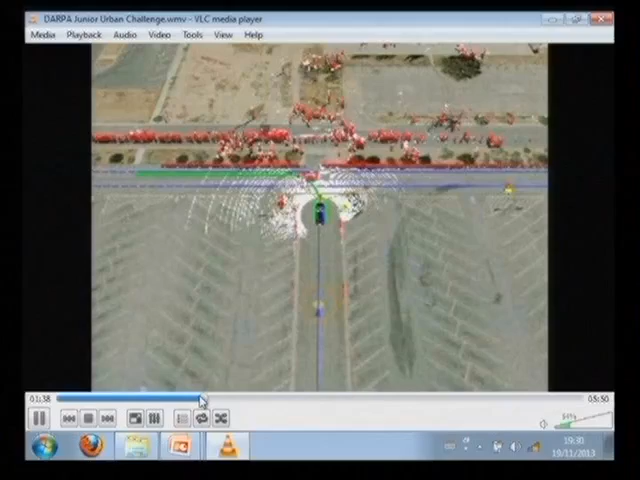 DARPA Junior Urban Challenge.wmv - VLC media player
Media Playback Audio Video Tools View Help
01:38
05:50
84%
19:30
19/11/2013